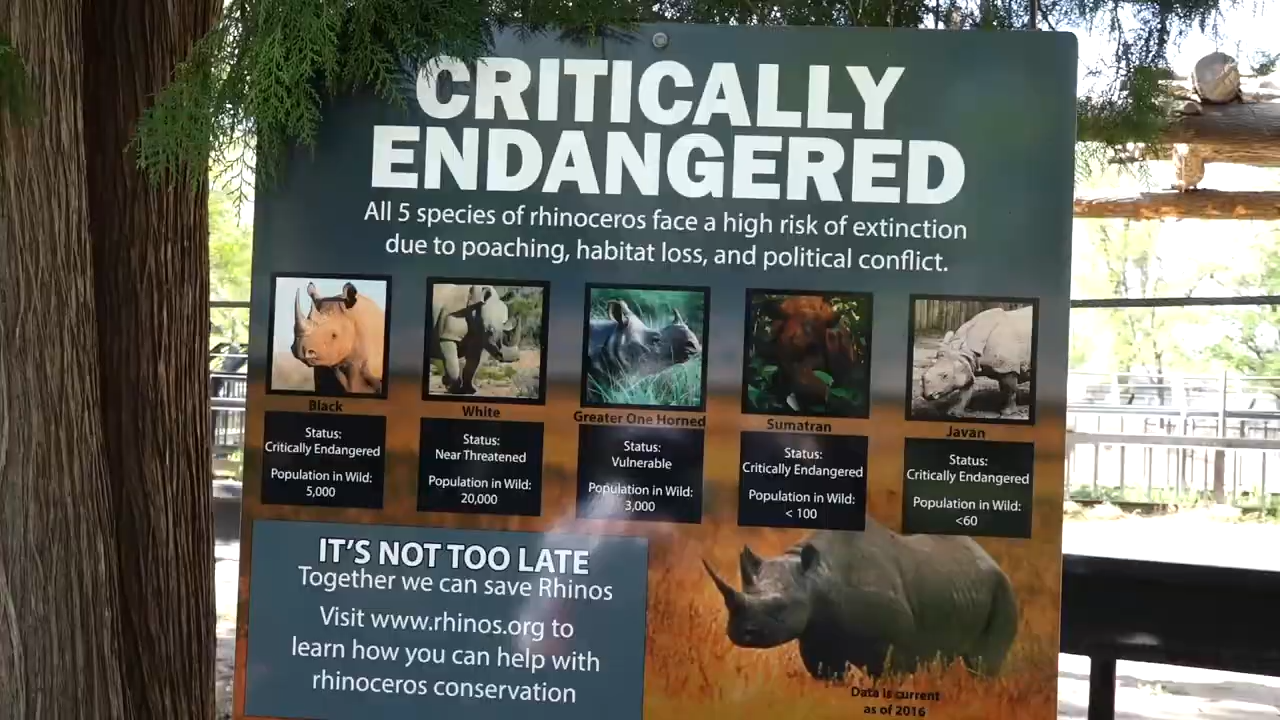 CRITICALLY
ENDANGERED
All 5 species of rhinoceros face a high risk of extinction
due to poaching, habitat loss, and political conflict.
Black
Status:
Critically Endangered
Population in Wild:
5,000
White
Status:
Near Threatened
Population in Wild:
20,000
Greater One Horned
Status:
Vulnerable
Population in Wild:
3,000
Sumatran
Status:
Critically Endangered
Population in Wild:
< 100
Javan
Status:
Critically Endangered
Population in Wild:
<60
IT'S NOT TOO LATE
Together we can save Rhinos
Visit www.rhinos.org to
learn how you can help with
rhinoceros conservation
Data is current
as of 2016